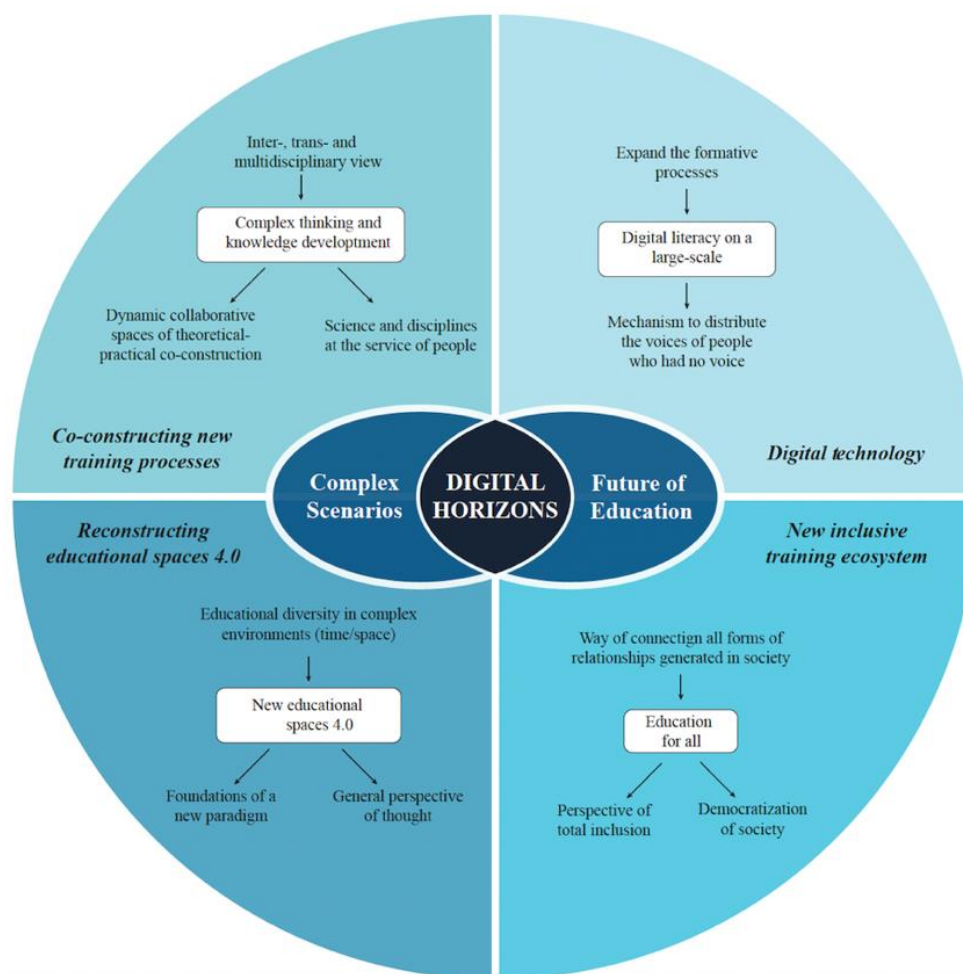 Inter-, trans- and
multidisciplinary view
Complex thinking and
knowledge developtment
Dynamic collaborative
spaces of theoretical-
practical co-construction
Science and disciplines
at the service of people
Co-constructing new
training processes
Expand the formative
processes
Digital literacy on a
large-scale
Mechanism to distribute
the voices of people
who had no voice
Digital technology
Complex
Scenarios
DIGITAL
HORIZONS
Future of
Education
Reconstructing
educational spaces 4.0
Educational diversity in complex
environments (time/space)
New educational
spaces 4.0
Foundations of a
new paradigm
General perspective
of thought
New inclusive
training ecosystem
Way of connectign all forms of
relationships generated in society
Education
for all
Perspective of
total inclusion
Democratization
of society